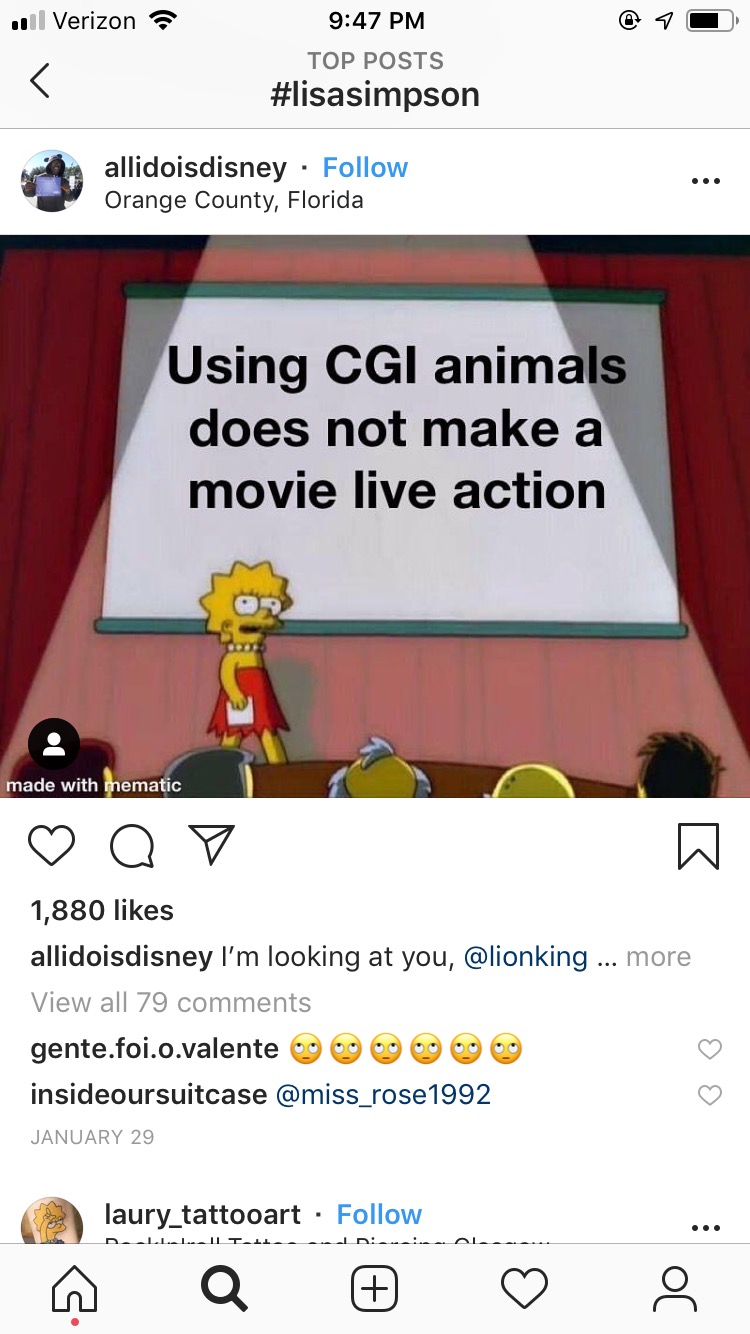 Verizon 9:47 PM
TOP POSTS
#lisasimpson
allidoisdisney · Follow
Orange County, Florida
Using CGI animals
does not make a
movie live action
made with mematic
1,880 likes
allidoisdisney I’m looking at you, @lionking ... more
View all 79 comments
gente.foi.o.valente 🙄🙄🙄🙄🙄🙄
insideoursuitcase @miss_rose1992
JANUARY 29
laury_tattooart · Follow